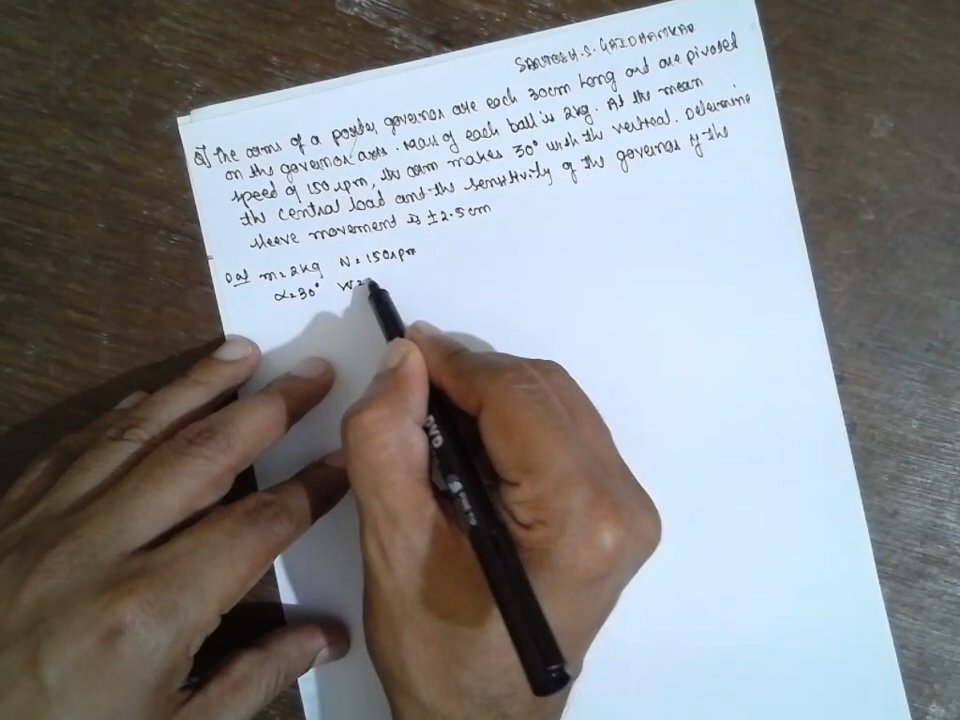 SANTOSH.S.GAIDHANKAR
Q] The arms of a porter governor are each 30cm long and are pivoted
on the governor axis. Mass of each ball is 2kg. At the mean
speed of 150 rpm, the arm makes 30° with the vertical. Determine
the central load and the sensitivity of the governor if the
sleeve movement is ±2.5cm
m=2kg N=150rpm
α=30° W=